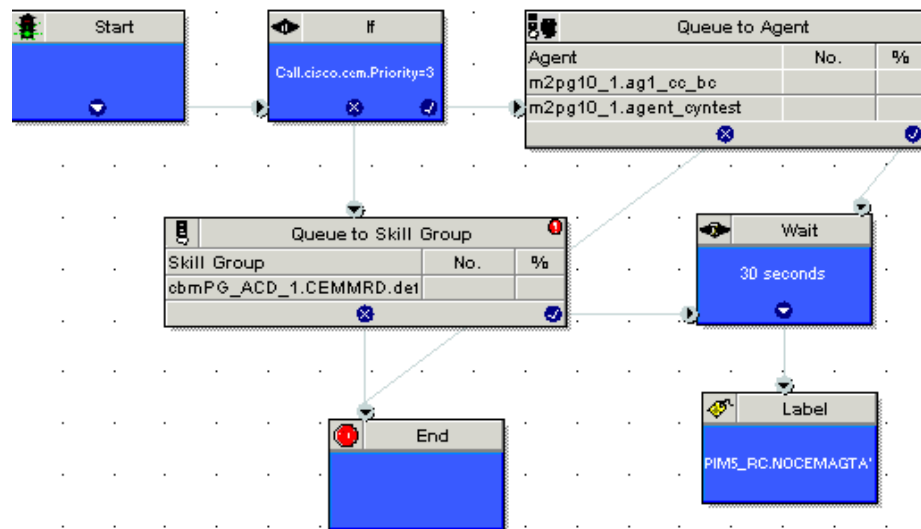 Start
If
Call.cisco.cem.Priority=3
Queue to Agent
Agent No. %
m2pg10_1.ag1_cc_bc
m2pg10_1.agent_cyntest
Queue to Skill Group
Skill Group No. %
cbmPG_ACD_1.CEMMRD.det
Wait
30 seconds
End
Label
PIM5_RC.NOCEMAGTA'